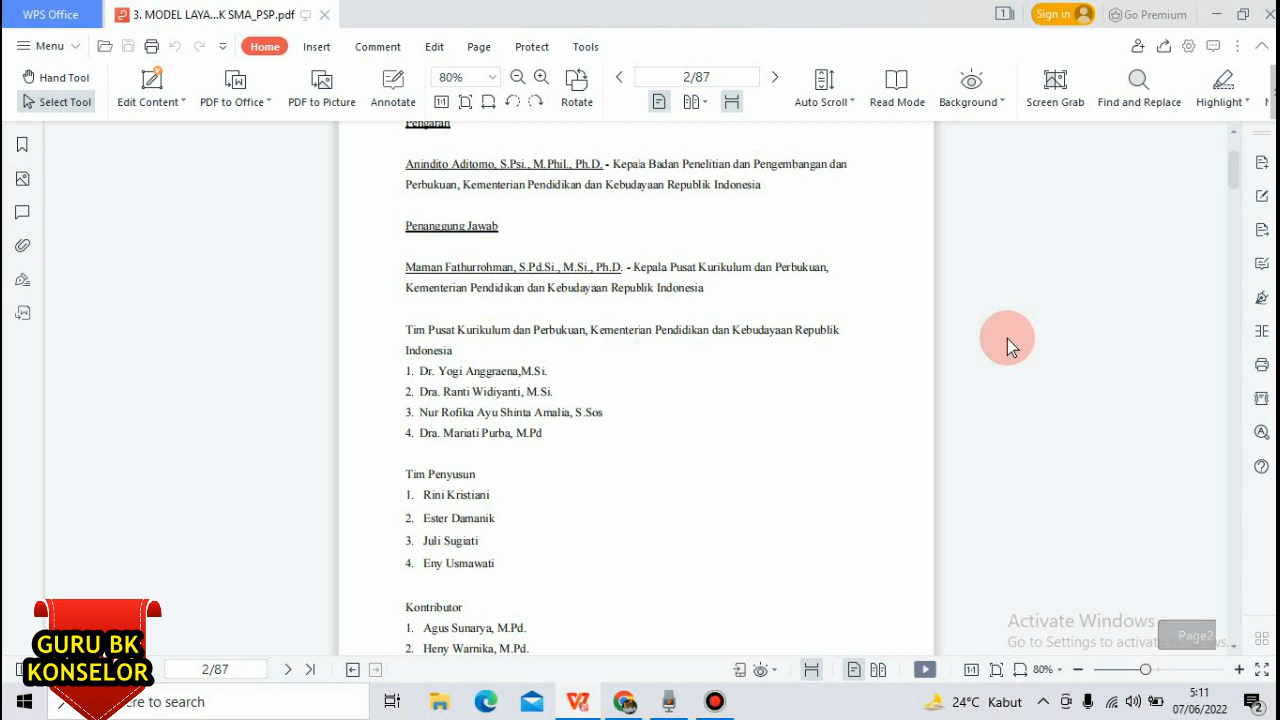 WPS Office
3. MODEL LAYA...K SMA_PSP.pdf
1
Sign in
Go Premium
Menu
Home
Insert
Comment
Edit
Page
Protect
Tools
Hand Tool
Select Tool
Edit Content
PDF to Office
PDF to Picture
Annotate
80%
Rotate
2/87
Auto Scroll
Read Mode
Background
Screen Grab
Find and Replace
Highlight
Pengarah
Anindito Aditomo, S.Psi., M.Phil., Ph.D. - Kepala Badan Penelitian dan Pengembangan dan
Perbukuan, Kementerian Pendidikan dan Kebudayaan Republik Indonesia
Penanggung Jawab
Maman Fathurrohman, S.Pd.Si., M.Si., Ph.D. - Kepala Pusat Kurikulum dan Perbukuan,
Kementerian Pendidikan dan Kebudayaan Republik Indonesia
Tim Pusat Kurikulum dan Perbukuan, Kementerian Pendidikan dan Kebudayaan Republik
Indonesia
1. Dr. Yogi Anggraena,M.Si.
2. Dra. Ranti Widiyanti, M.Si.
3. Nur Rofika Ayu Shinta Amalia, S.Sos
4. Dra. Mariati Purba, M.Pd
Tim Penyusun
1. Rini Kristiani
2. Ester Damanik
3. Juli Sugiati
4. Eny Usmawati
Kontributor
1. Agus Sunarya, M.Pd.
2. Heny Warnika, M.Pd.
Activate Windows
Go to Settings to activate
Page2
GURU BK
KONSELOR
2/87
80%
here to search
24°C Kabut
5:11
07/06/2022
2